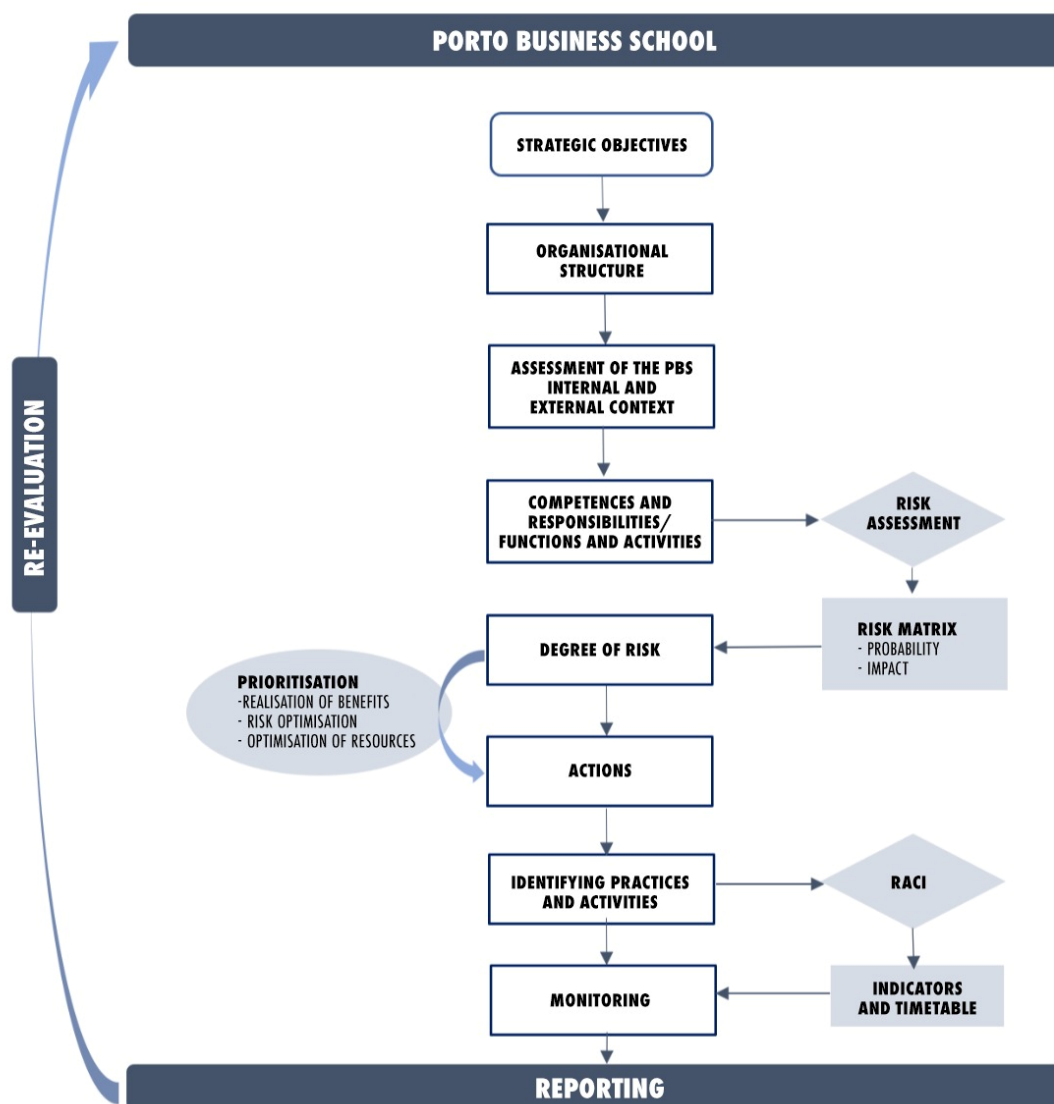 PORTO BUSINESS SCHOOL
STRATEGIC OBJECTIVES
ORGANISATIONAL
STRUCTURE
ASSESSMENT OF THE PBS
INTERNAL AND
EXTERNAL CONTEXT
COMPETENCES AND
RESPONSIBILITIES/
FUNCTIONS AND ACTIVITIES
RISK
ASSESSMENT
RISK MATRIX
- PROBABILITY
- IMPACT
DEGREE OF RISK
PRIORITISATION
-REALISATION OF BENEFITS
- RISK OPTIMISATION
- OPTIMISATION OF RESOURCES
ACTIONS
IDENTIFYING PRACTICES
AND ACTIVITIES
RACI
INDICATORS
AND TIMETABLE
MONITORING
REPORTING
RE-EVALUATION